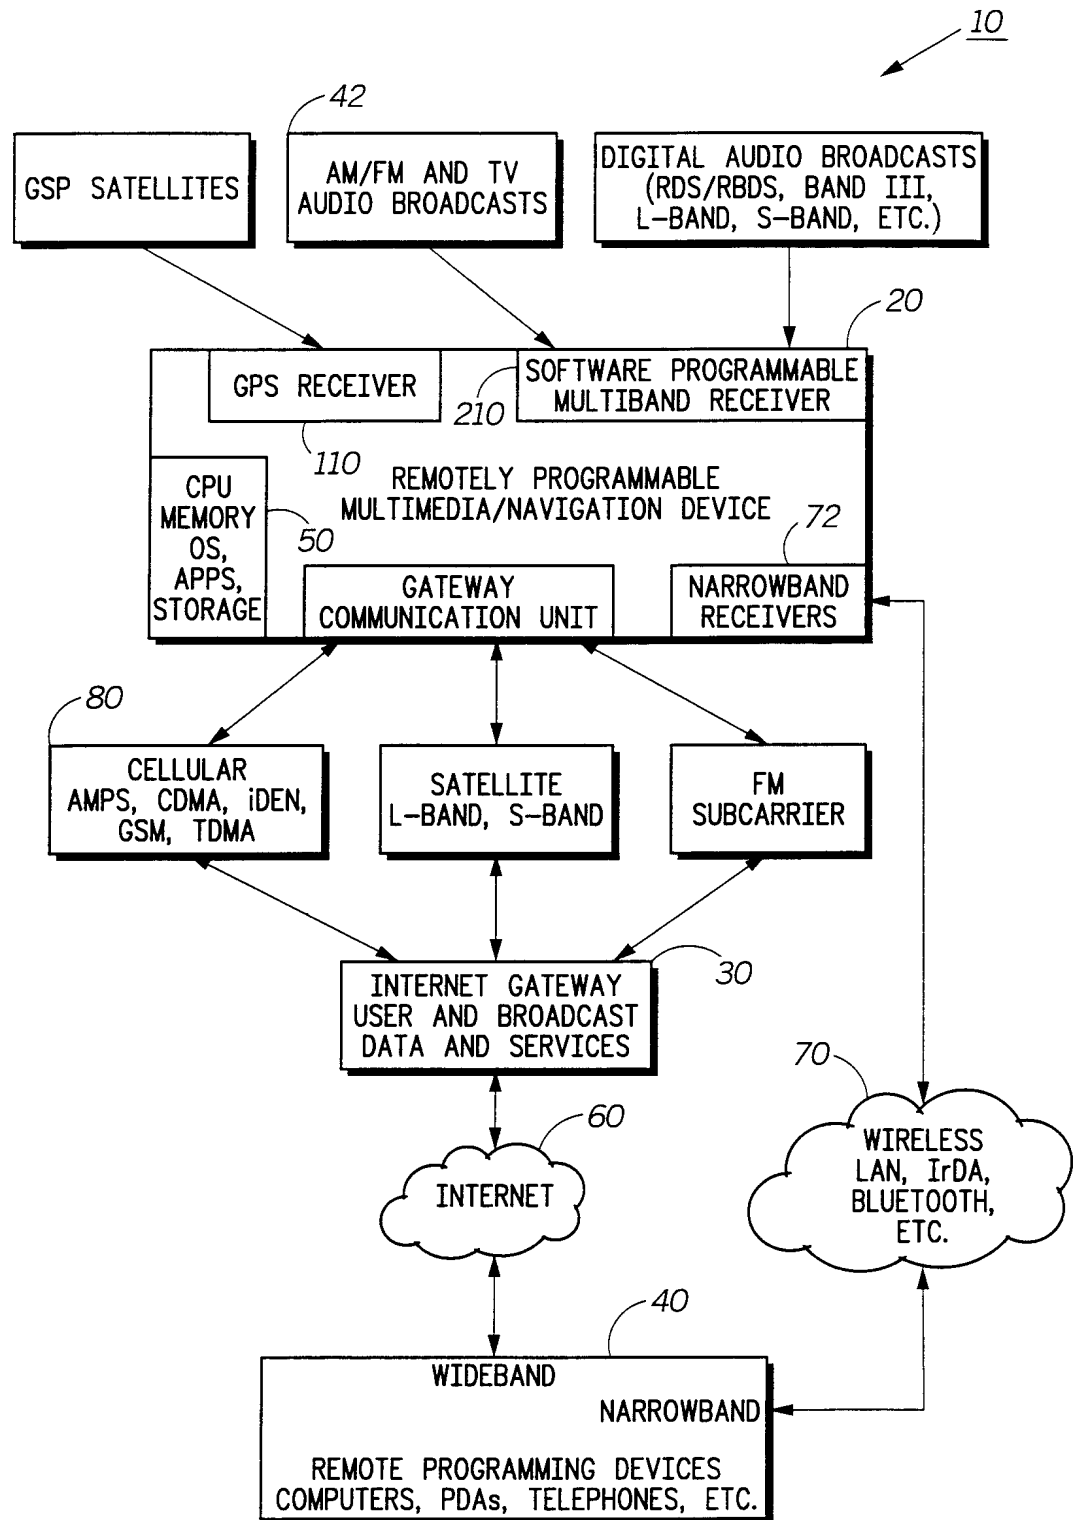 10
42
GSP SATELLITES
AM/FM AND TV
AUDIO BROADCASTS
DIGITAL AUDIO BROADCASTS
(RDS/RBDS, BAND III,
L-BAND, S-BAND, ETC.)
20
GPS RECEIVER
110
210
SOFTWARE PROGRAMMABLE
MULTIBAND RECEIVER
REMOTELY PROGRAMMABLE
MULTIMEDIA/NAVIGATION DEVICE
CPU
MEMORY
OS,
APPS,
STORAGE
50
72
GATEWAY
COMMUNICATION UNIT
NARROWBAND
RECEIVERS
80
CELLULAR
AMPS, CDMA, iDEN,
GSM, TDMA
SATELLITE
L-BAND, S-BAND
FM
SUBCARRIER
30
INTERNET GATEWAY
USER AND BROADCAST
DATA AND SERVICES
60
INTERNET
70
WIRELESS
LAN, IrDA,
BLUETOOTH,
ETC.
40
WIDEBAND
NARROWBAND
REMOTE PROGRAMMING DEVICES
COMPUTERS, PDAs, TELEPHONES, ETC.